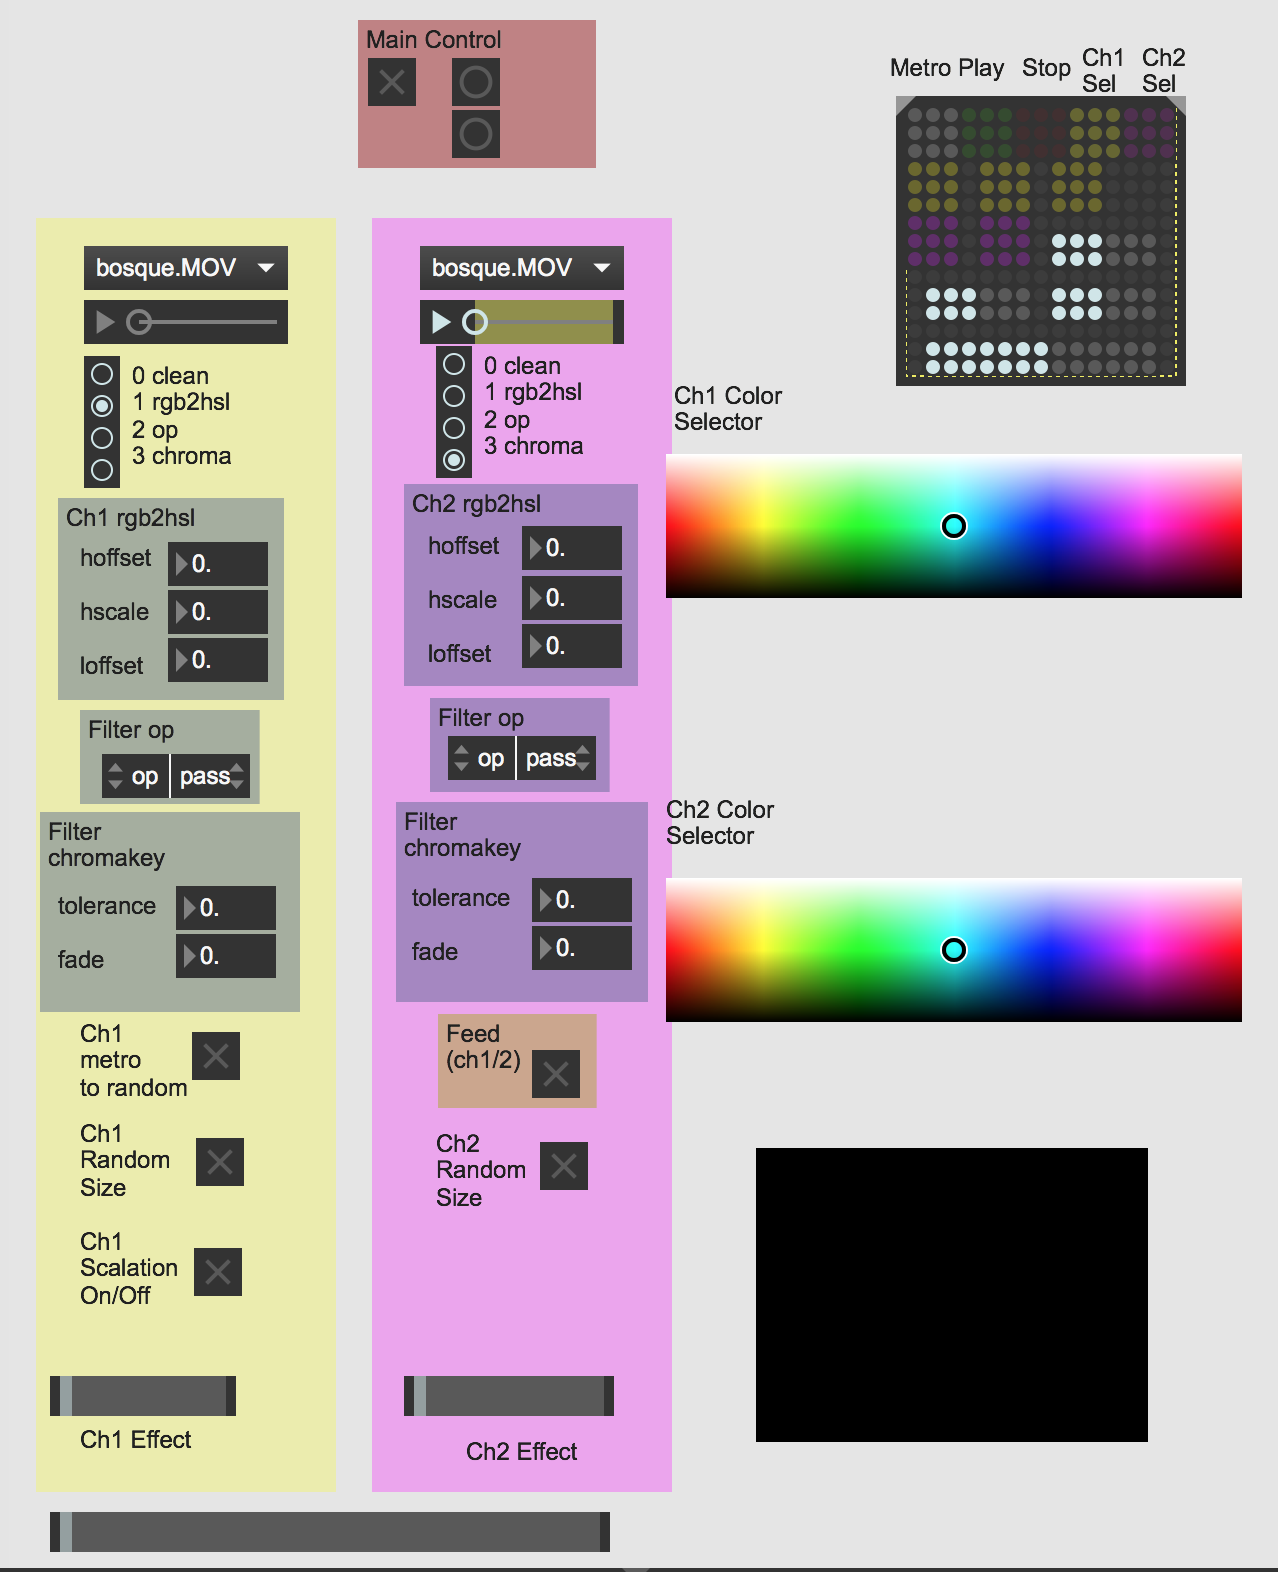 Main Control
Metro Play Stop Ch1 Sel Ch2 Sel
bosque.MOV
0 clean
1 rgb2hsl
2 op
3 chroma
Ch1 rgb2hsl
hoffset 0.
hscale 0.
loffset 0.
Filter op
op pass
Filter
chromakey
tolerance 0.
fade 0.
Ch1
metro
to random
Ch1
Random
Size
Ch1
Scalation
On/Off
Ch1 Effect
bosque.MOV
0 clean
1 rgb2hsl
2 op
3 chroma
Ch2 rgb2hsl
hoffset 0.
hscale 0.
loffset 0.
Filter op
op pass
Filter
chromakey
tolerance 0.
fade 0.
Feed
(ch1/2)
Ch2
Random
Size
Ch2 Effect
Ch1 Color
Selector
Ch2 Color
Selector